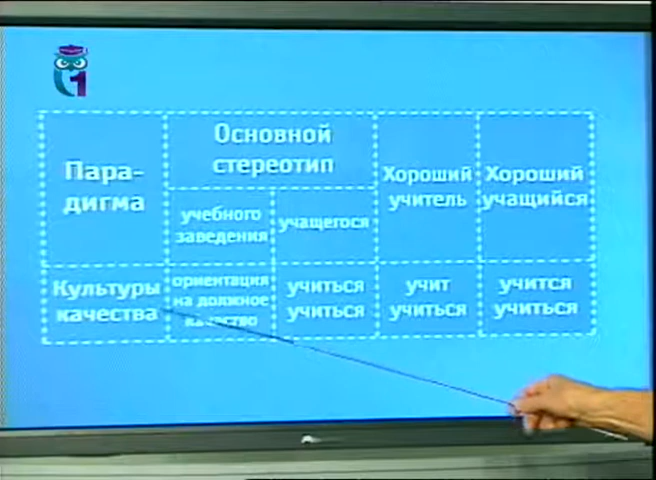 1
Основной
стереотип
Пара-
дигма
Хороший
учитель
Хороший
учащийся
учебного
заведения
учащегося
Культуры
качества
ориентация
на должное
качество
учиться
учиться
учит
учиться
учится
учиться